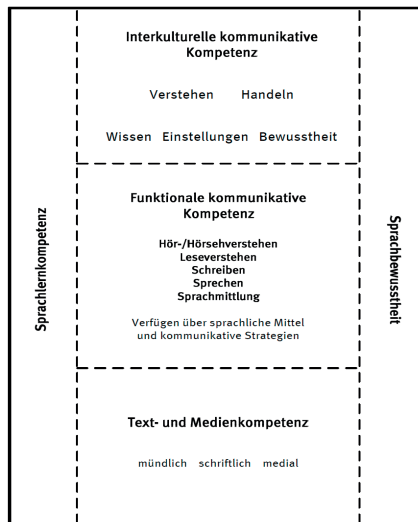 Sprachlernkompetenz
Interkulturelle kommunikative
Kompetenz
Verstehen Handeln
Wissen Einstellungen Bewusstheit
Funktionale kommunikative
Kompetenz
Hör-/Hörsehverstehen
Leseverstehen
Schreiben
Sprechen
Sprachmittlung
Verfügen über sprachliche Mittel
und kommunikative Strategien
Text- und Medienkompetenz
mündlich schriftlich medial
Sprachbewusstheit